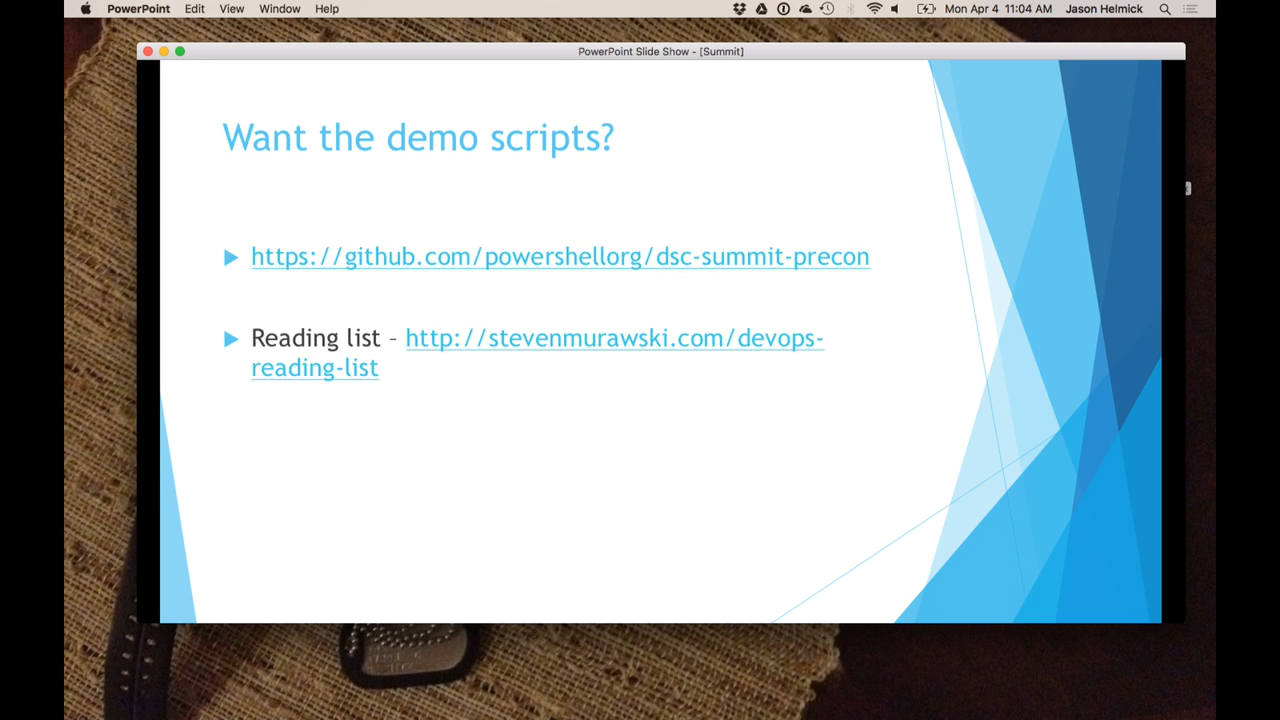 PowerPoint Edit View Window Help Mon Apr 4 11:04 AM Jason Helmick
PowerPoint Slide Show - [Summit]
Want the demo scripts?
https://github.com/powershellorg/dsc-summit-precon
Reading list – http://stevenmurawski.com/devops-
reading-list